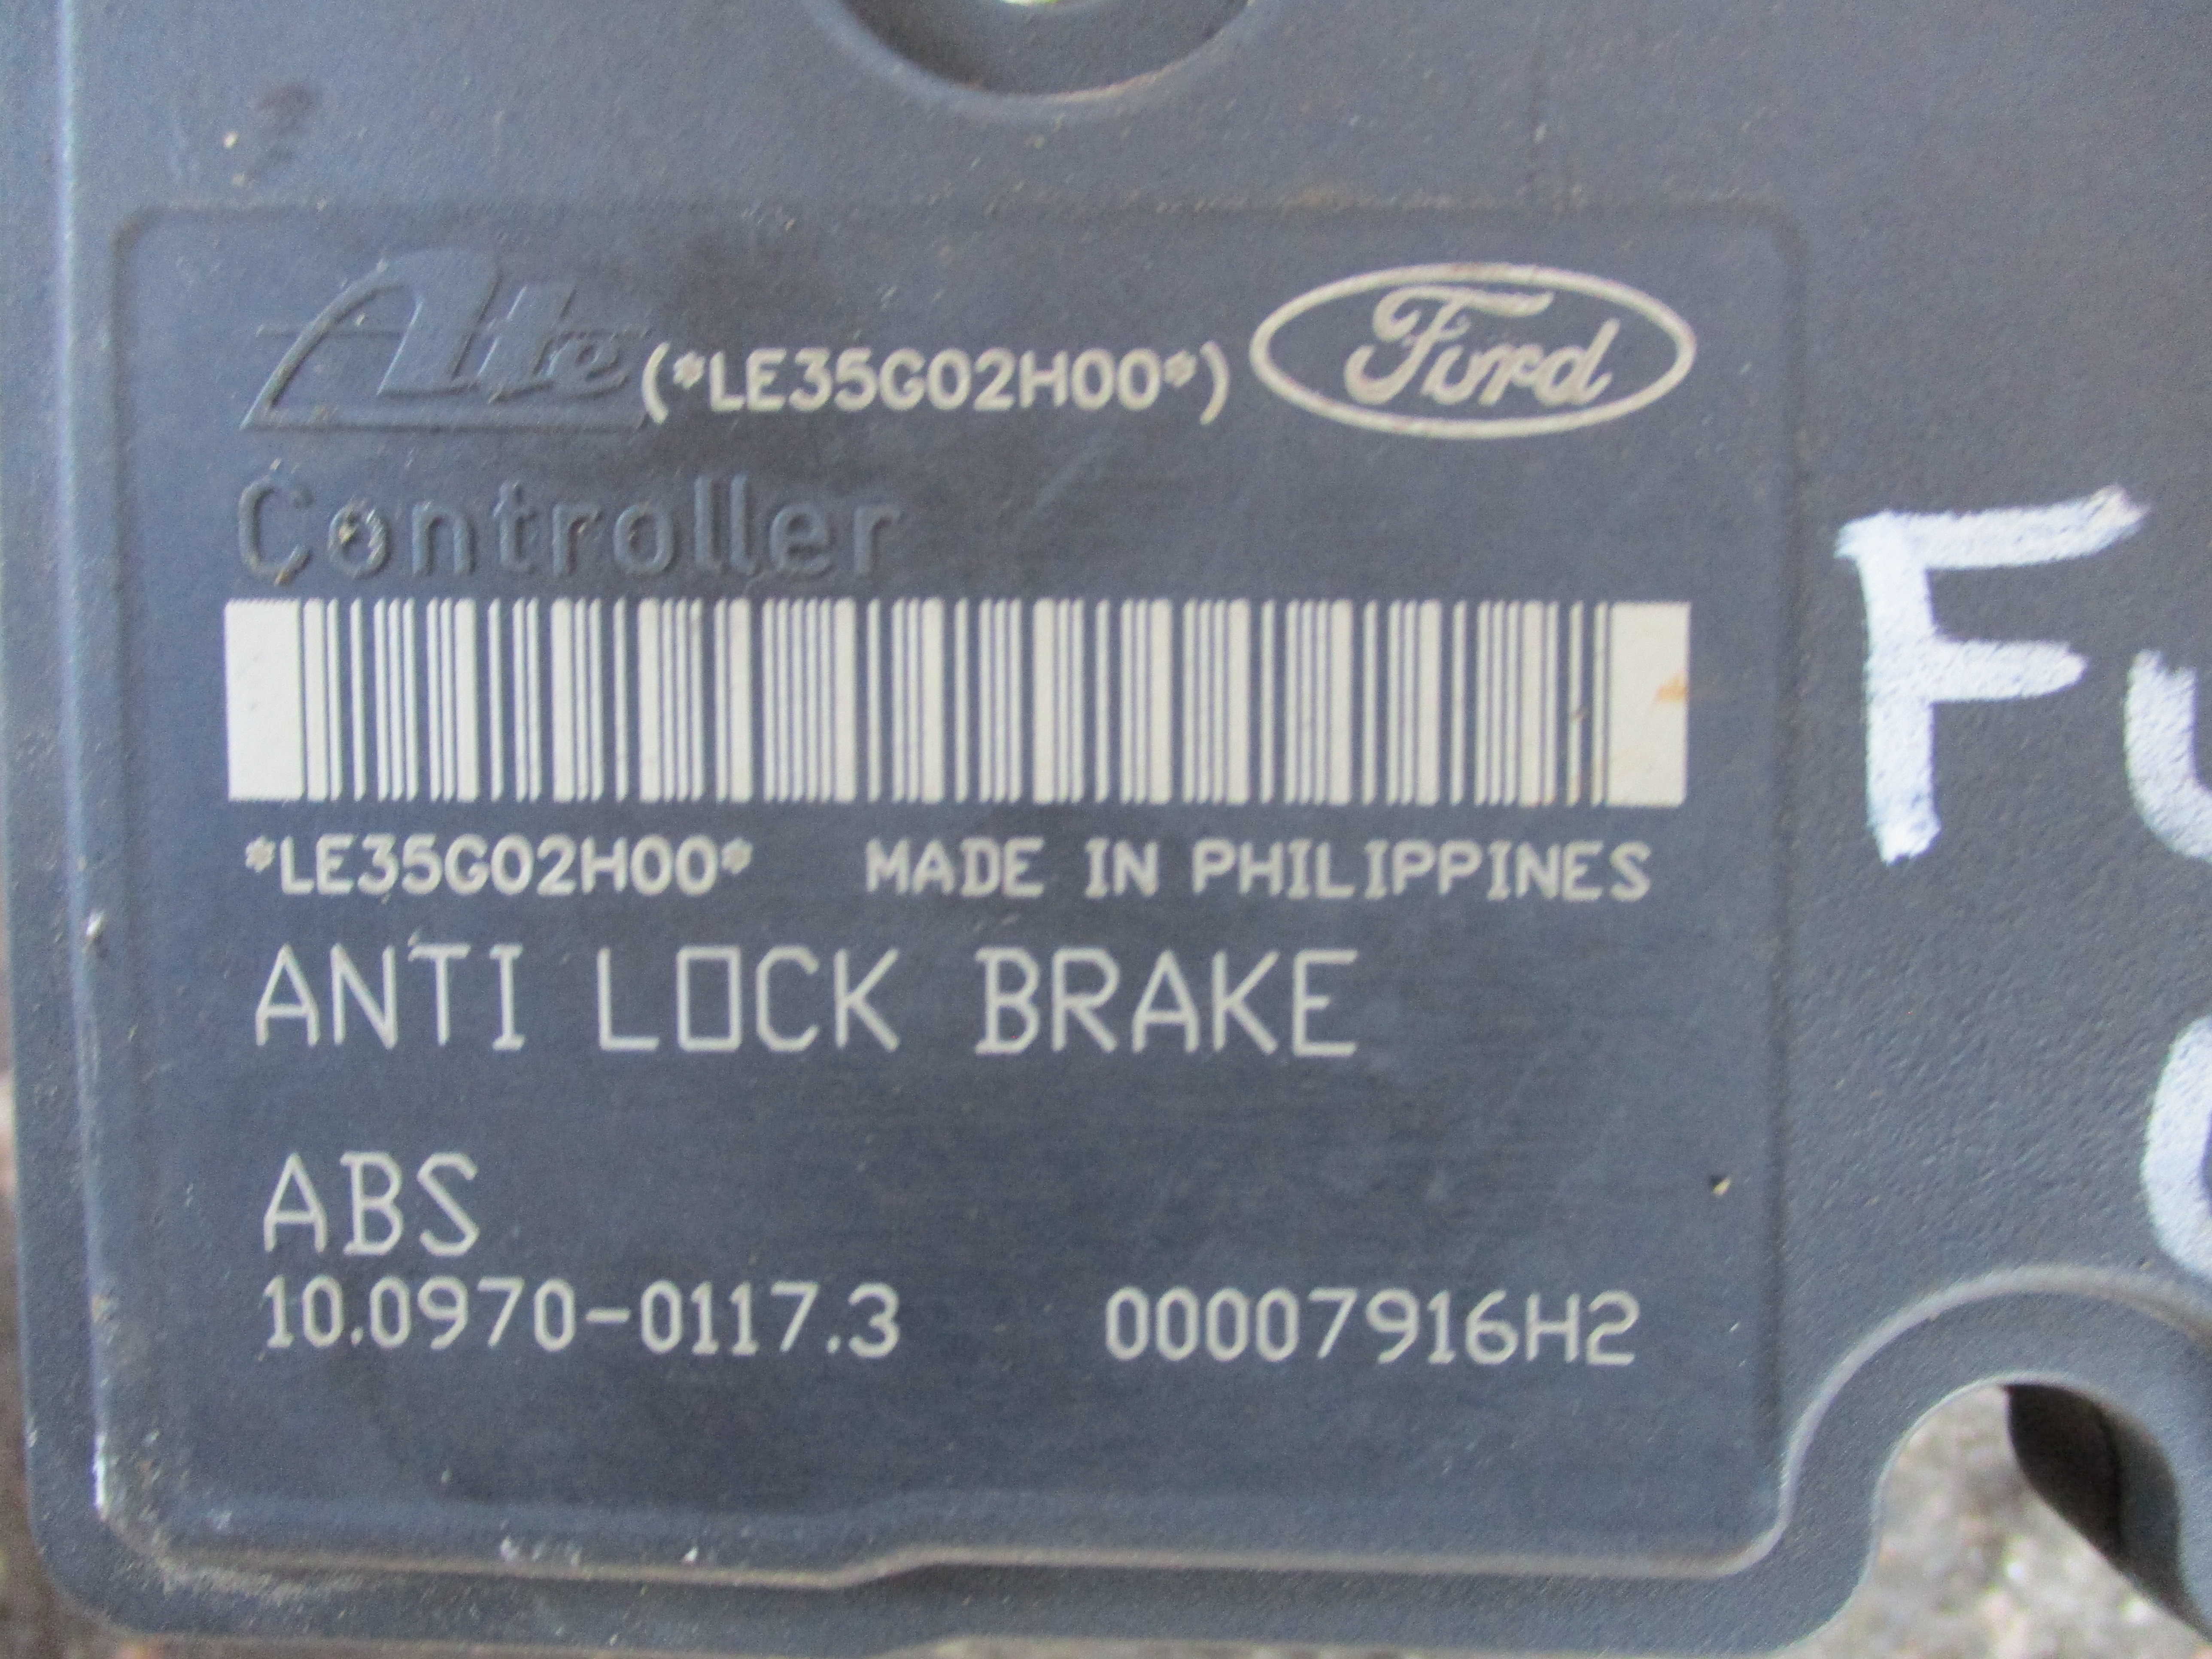 Ate (*LE35G02H00*) Ford
Controller
*LE35G02H00* MADE IN PHILIPPINES
ANTI LOCK BRAKE
ABS
10.0970-0117.3 00007916H2